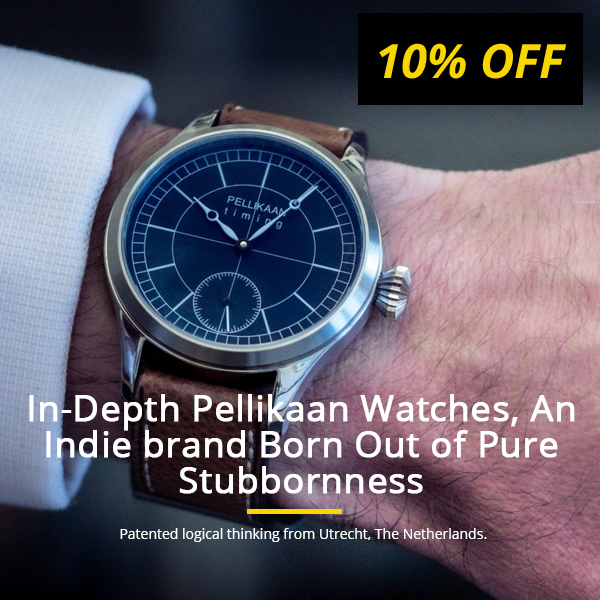 10% OFF
PELLIKAAN
timing
In-Depth Pellikaan Watches, An
Indie brand Born Out of Pure
Stubbornness
Patented logical thinking from Utrecht, The Netherlands.